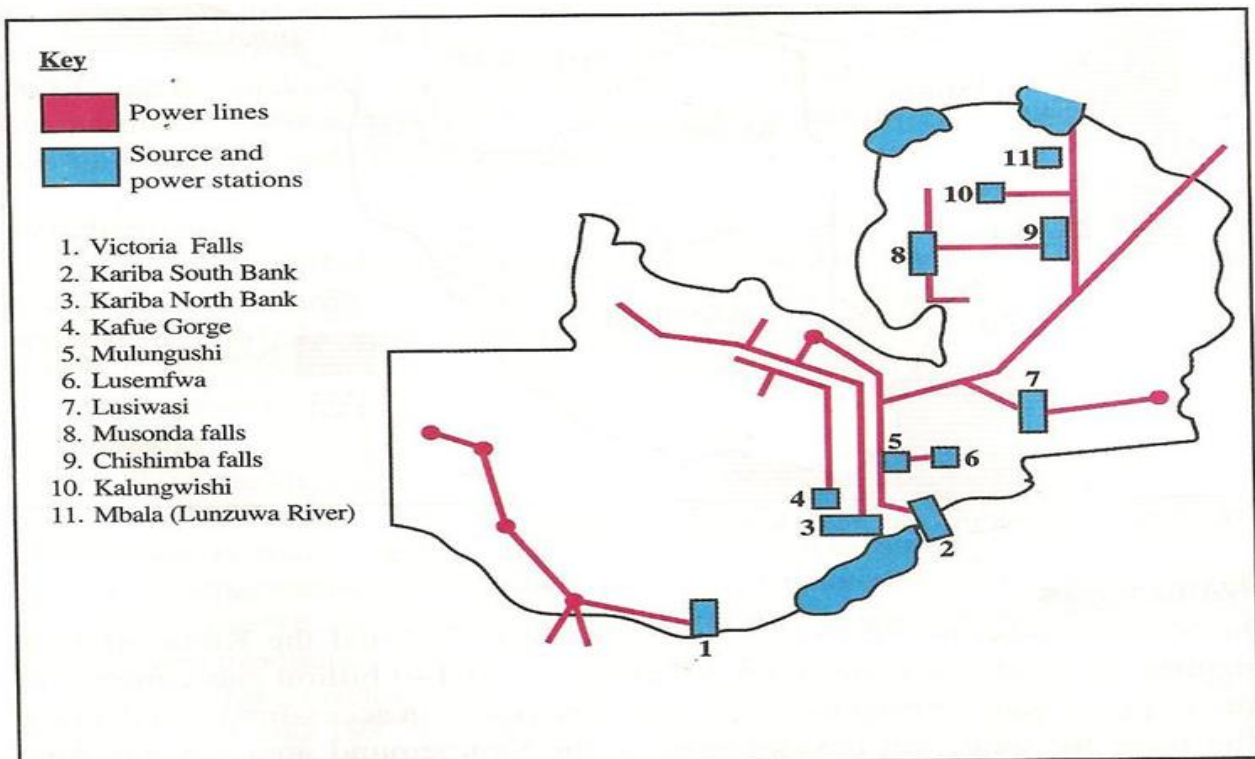 Key
Power lines
Source and
power stations
1. Victoria Falls
2. Kariba South Bank
3. Kariba North Bank
4. Kafue Gorge
5. Mulungushi
6. Lusemfwa
7. Lusiwasi
8. Musonda falls
9. Chishimba falls
10. Kalungwishi
11. Mbala (Lunzuwa River)
11
10
9
8
7
5
6
4
3
2
1